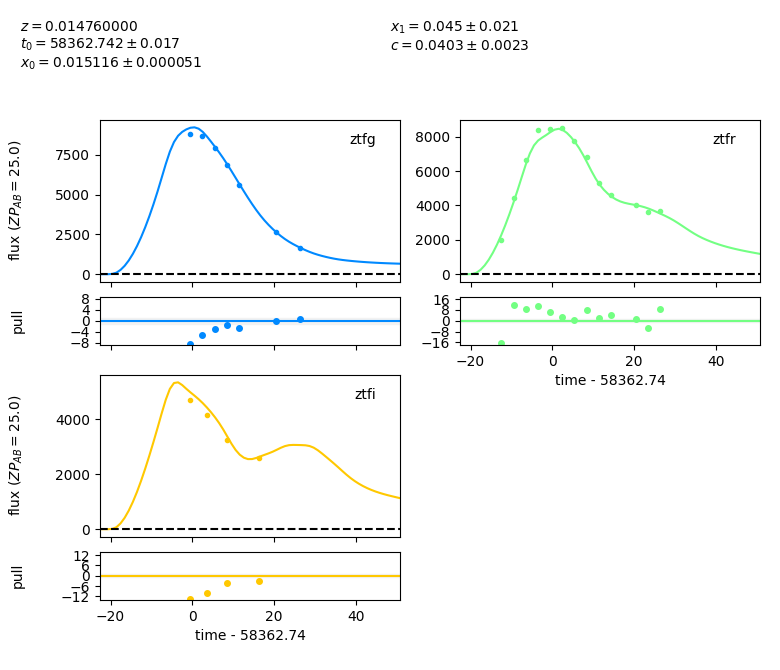 z = 0.014760000
t0 = 58362.742 ± 0.017
x0 = 0.015116 ± 0.000051
x1 = 0.045 ± 0.021
c = 0.0403 ± 0.0023
flux (ZPAB = 25.0)
7500
5000
2500
0
ztfg
8000
6000
4000
2000
0
ztfr
pull
8
4
0
−4
−8
16
8
0
−8
−16
−20 0 20 40
time - 58362.74
flux (ZPAB = 25.0)
4000
2000
0
ztfi
pull
12
6
0
−6
−12
−20 0 20 40
time - 58362.74